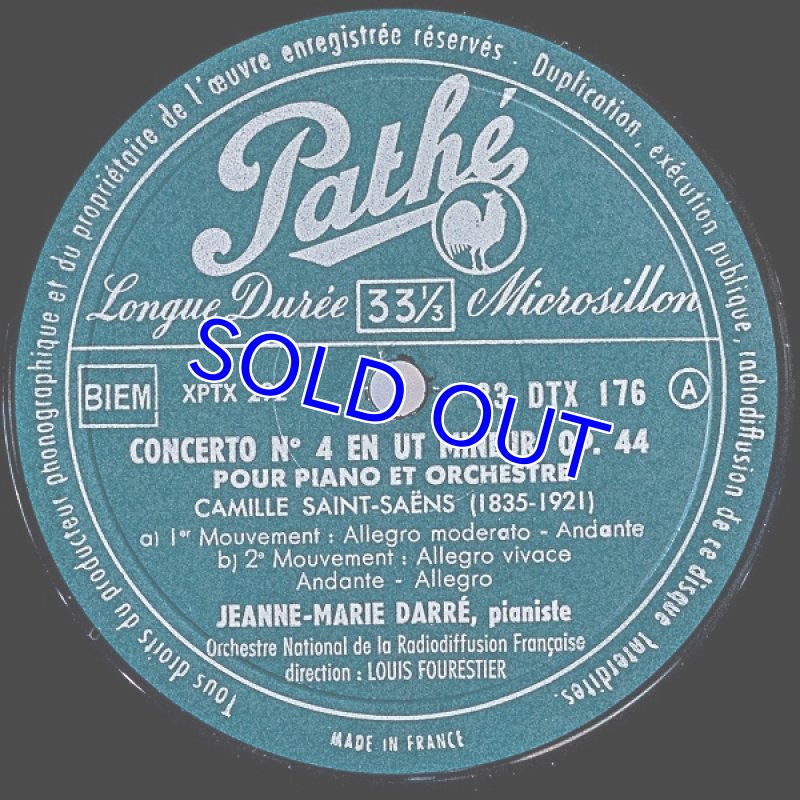 Tous droits du producteur phonographique et du propriétaire de l'œuvre enregistrée réservés - Duplication, exécution publique, radiodiffusion de ce disque Interdites.
Pathé
Longue Durée 33⅓ Microsillon
BIEM XPTX DTX 176 A
SOLD OUT
CONCERTO Nº 4 EN UT MINEUR OP. 44
POUR PIANO ET ORCHESTRE
CAMILLE SAINT-SAËNS (1835-1921)
a) 1er Mouvement : Allegro moderato - Andante
b) 2e Mouvement : Allegro vivace
Andante - Allegro
JEANNE-MARIE DARRÉ, pianiste
Orchestre National de la Radiodiffusion Française
direction : LOUIS FOURESTIER
MADE IN FRANCE